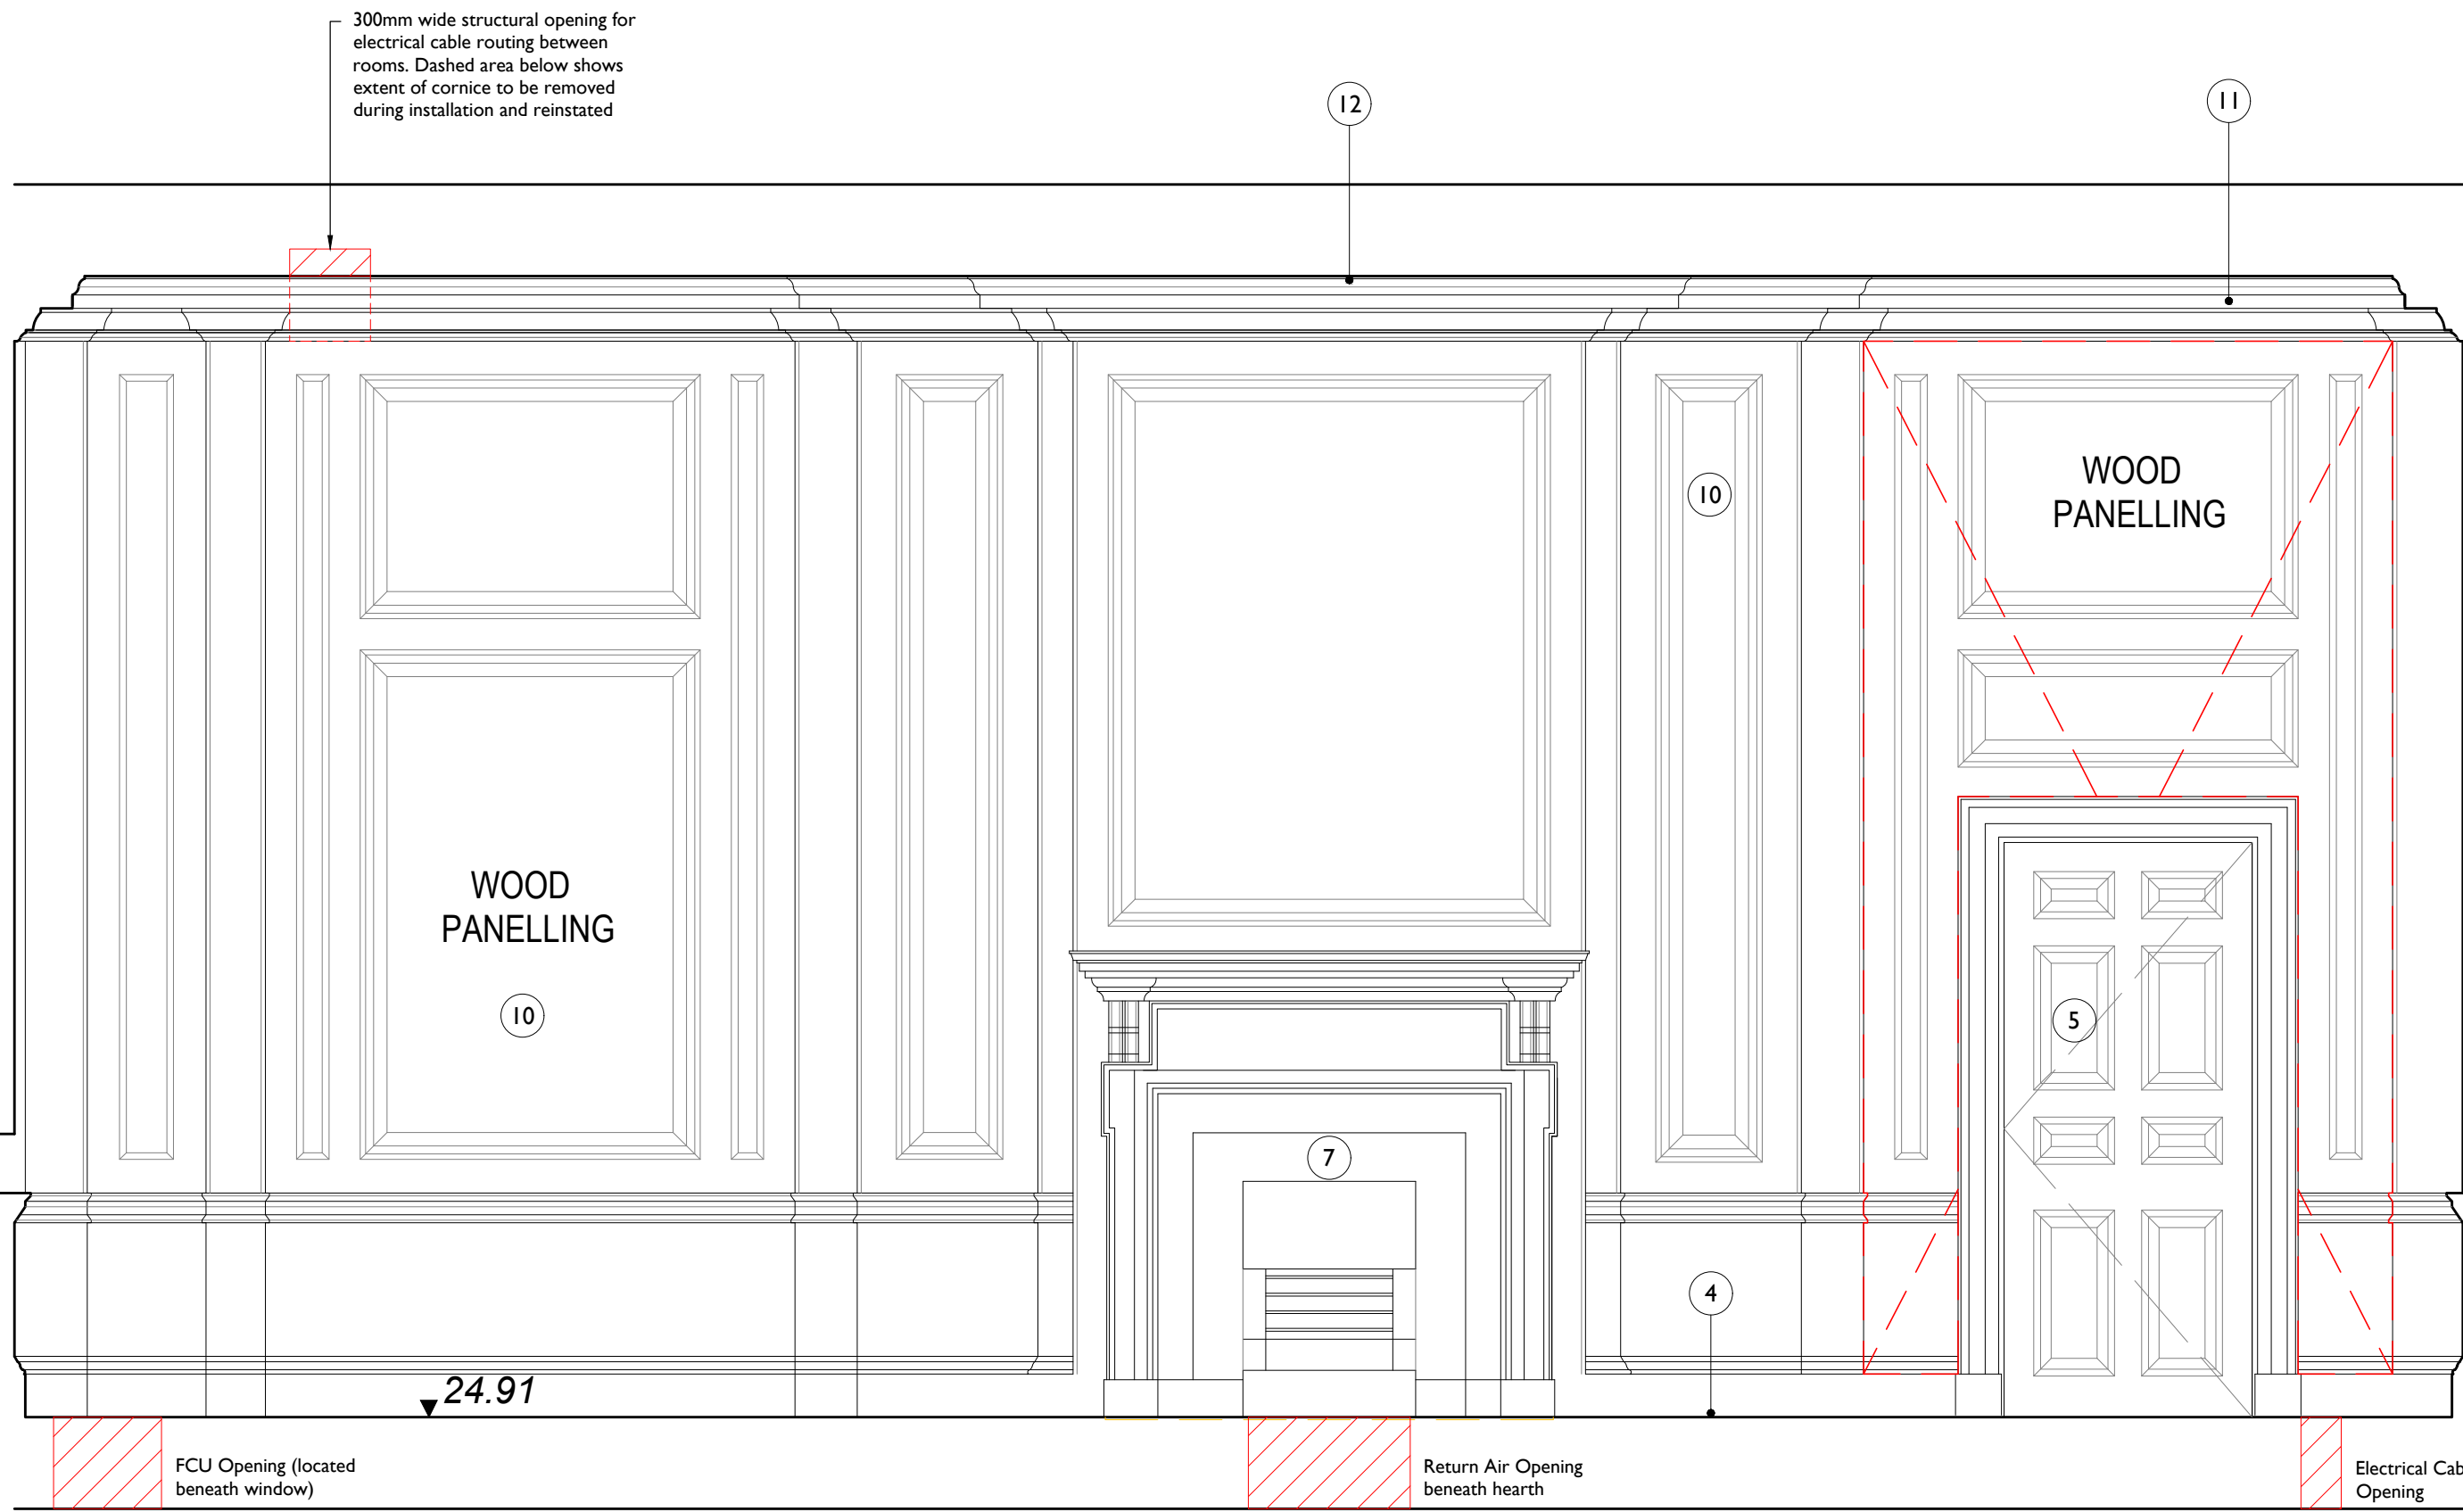 300mm wide structural opening for
electrical cable routing between
rooms. Dashed area below shows
extent of cornice to be removed
during installation and reinstated
12
11
10
WOOD
PANELLING
WOOD
PANELLING
10
5
7
4
24.91
FCU Opening (located
beneath window)
Return Air Opening
beneath hearth
Electrical Cab
Opening